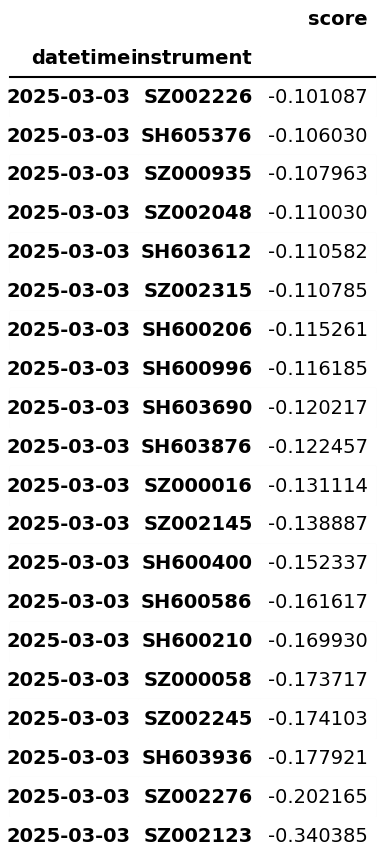 score
datetime instrument
2025-03-03 SZ002226 -0.101087
2025-03-03 SH605376 -0.106030
2025-03-03 SZ000935 -0.107963
2025-03-03 SZ002048 -0.110030
2025-03-03 SH603612 -0.110582
2025-03-03 SZ002315 -0.110785
2025-03-03 SH600206 -0.115261
2025-03-03 SH600996 -0.116185
2025-03-03 SH603690 -0.120217
2025-03-03 SH603876 -0.122457
2025-03-03 SZ000016 -0.131114
2025-03-03 SZ002145 -0.138887
2025-03-03 SH600400 -0.152337
2025-03-03 SH600586 -0.161617
2025-03-03 SH600210 -0.169930
2025-03-03 SZ000058 -0.173717
2025-03-03 SZ002245 -0.174103
2025-03-03 SH603936 -0.177921
2025-03-03 SZ002276 -0.202165
2025-03-03 SZ002123 -0.340385